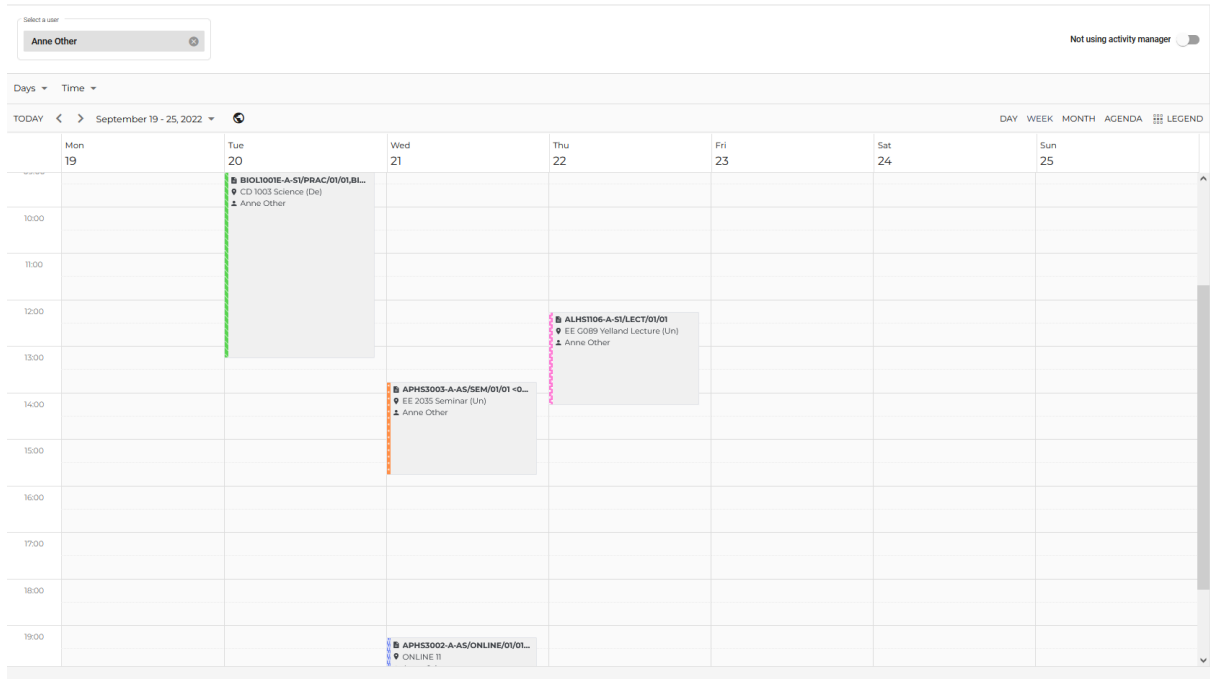 Select a user
Anne Other
Not using activity manager
Days Time
TODAY September 19 - 25, 2022 DAY WEEK MONTH AGENDA LEGEND
Mon Tue Wed Thu Fri Sat Sun
19 20 21 22 23 24 25
BIOL1001E-A-S1/PRAC/01/01,BI...
CD 1003 Science (De)
Anne Other
10:00
11:00
12:00
ALHS1106-A-S1/LECT/01/01
EE G089 Yelland Lecture (Un)
Anne Other
13:00
APHS3003-A-AS/SEM/01/01 <0...
EE 2035 Seminar (Un)
Anne Other
14:00
15:00
16:00
17:00
18:00
19:00
APHS3002-A-AS/ONLINE/01/01...
ONLINE 11